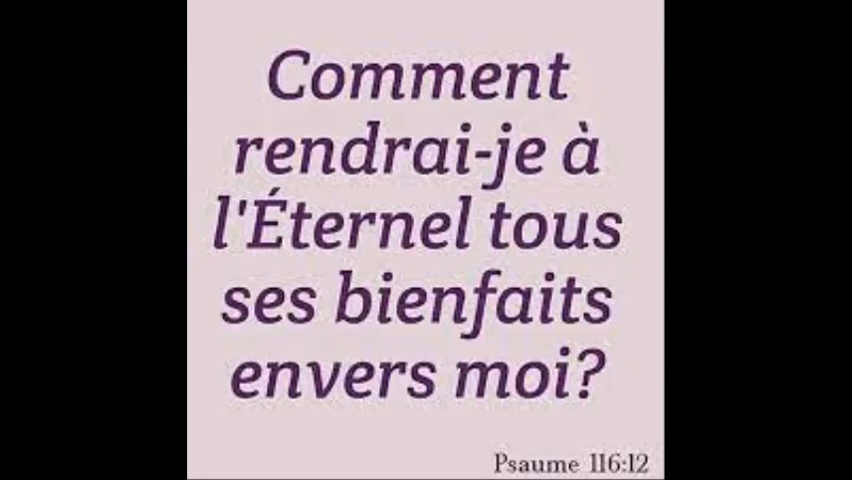 Comment
rendrai-je à
l'Éternel tous
ses bienfaits
envers moi?
Psaume 116:12